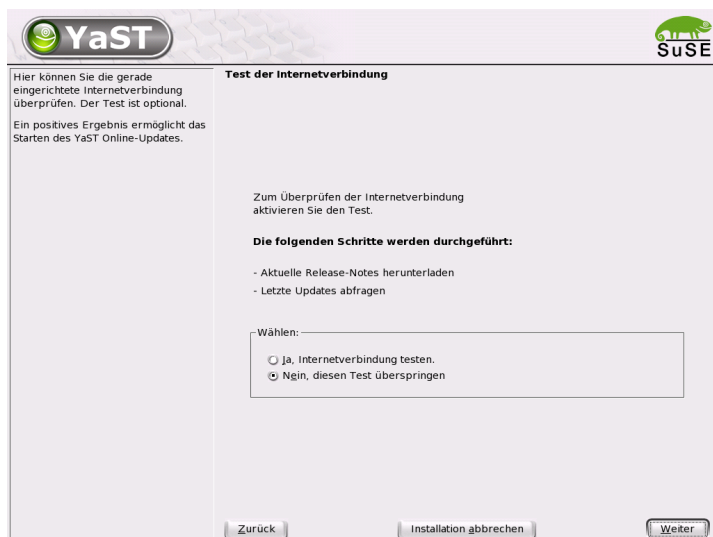 YaST
SuSE
Hier können Sie die gerade
eingerichtete Internetverbindung
überprüfen. Der Test ist optional.
Ein positives Ergebnis ermöglicht das
Starten des YaST Online-Updates.
Test der Internetverbindung
Zum Überprüfen der Internetverbindung
aktivieren Sie den Test.
Die folgenden Schritte werden durchgeführt:
- Aktuelle Release-Notes herunterladen
- Letzte Updates abfragen
Wählen:
Ja, Internetverbindung testen.
Nein, diesen Test überspringen
Zurück
Installation abbrechen
Weiter